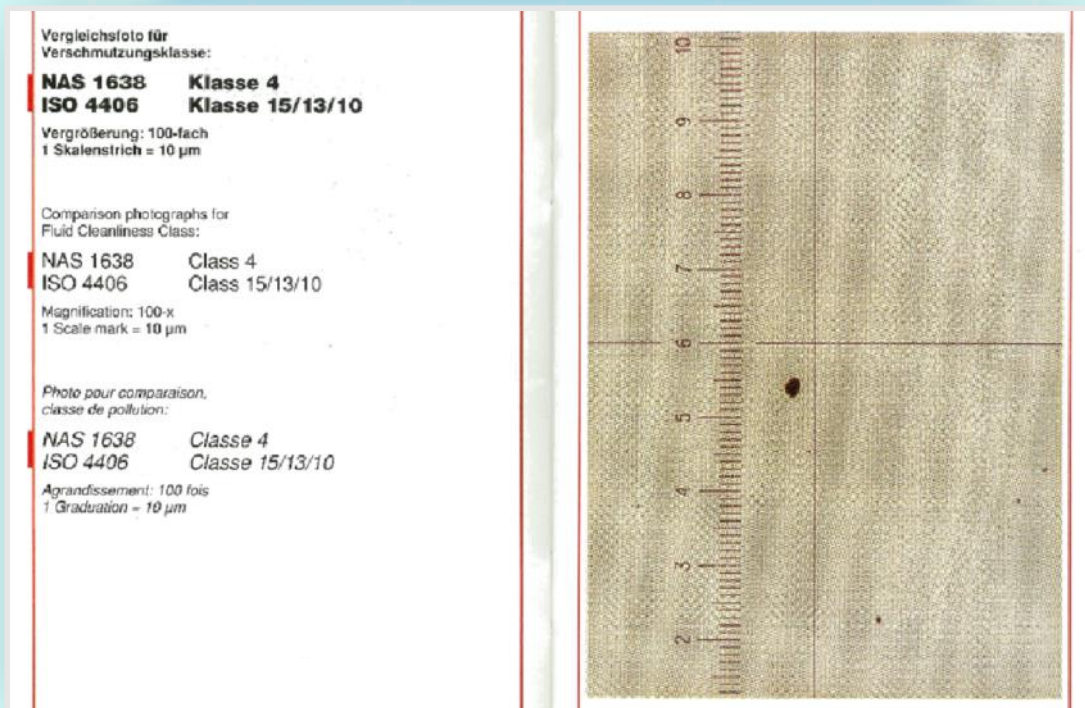 Vergleichsfoto für
Verschmutzungsklasse:
NAS 1638 Klasse 4
ISO 4406 Klasse 15/13/10
Vergrößerung: 100-fach
1 Skalenstrich = 10 µm
Comparison photographs for
Fluid Cleanliness Class:
NAS 1638 Class 4
ISO 4406 Class 15/13/10
Magnification: 100-x
1 Scale mark = 10 µm
Photo pour comparaison,
classe de pollution:
NAS 1638 Classe 4
ISO 4406 Classe 15/13/10
Agrandissement: 100 fois
1 Graduation = 10 µm
10
9
8
7
6
5
4
3
2